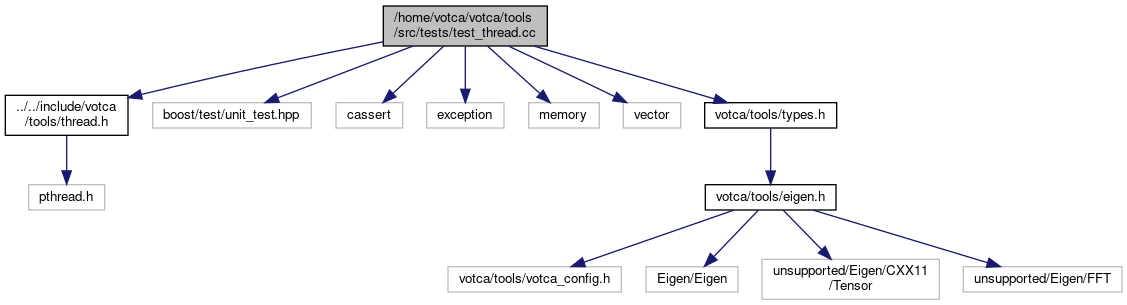 /home/votca/votca/tools
/src/tests/test_thread.cc
../../include/votca
/tools/thread.h
boost/test/unit_test.hpp
cassert
exception
memory
vector
votca/tools/types.h
pthread.h
votca/tools/eigen.h
votca/tools/votca_config.h
Eigen/Eigen
unsupported/Eigen/CXX11
/Tensor
unsupported/Eigen/FFT